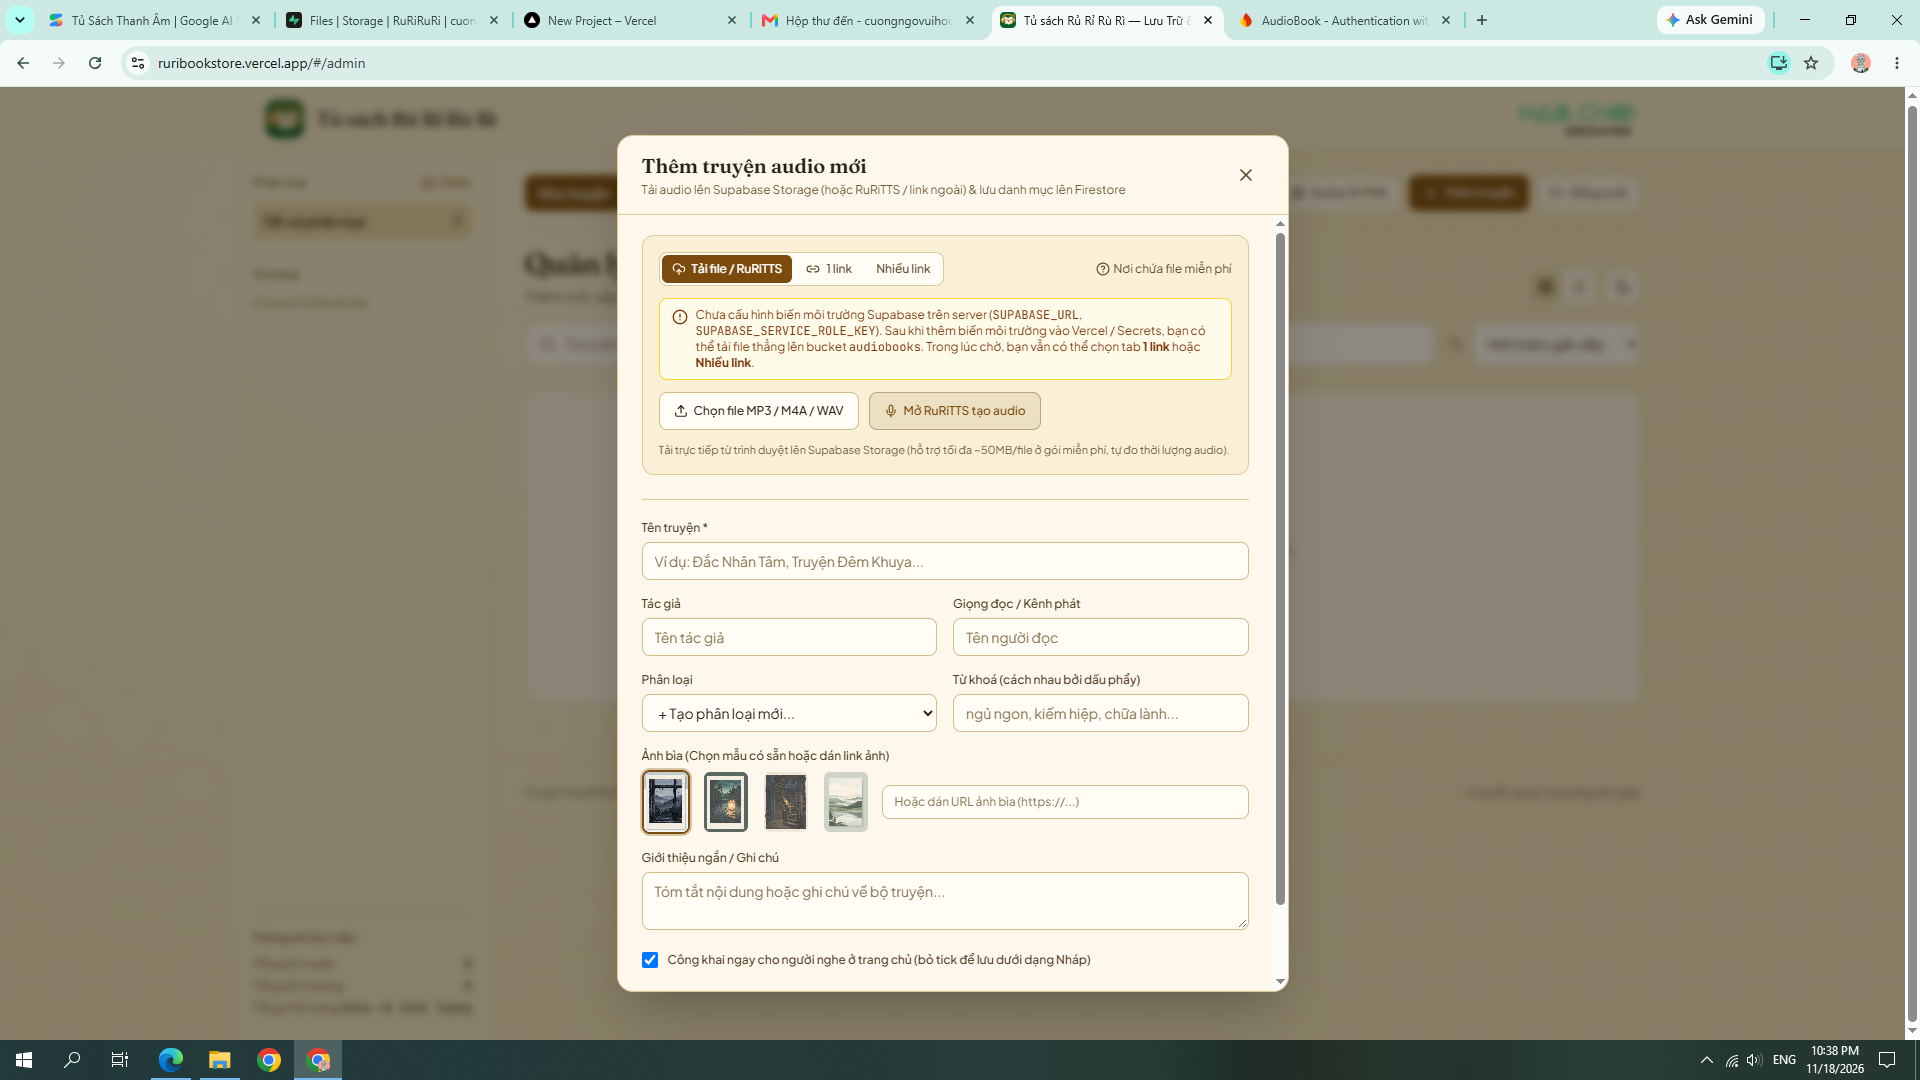 Tủ Sách Thanh Âm | Google AI S
Files | Storage | RuRiRuRi | cuon
New Project – Vercel
Hộp thư đến - cuongngovuihoc
Tủ sách Rủ Rỉ Rù Rì — Lưu Trữ &
AudioBook - Authentication wit
Ask Gemini
ruribookstore.vercel.app/#/admin
Tủ sách Rủ Rỉ Rù Rì
Thêm truyện audio mới
Tải audio lên Supabase Storage (hoặc RuRiTTS / link ngoài) & lưu danh mục lên Firestore
Tải file / RuRiTTS
1 link
Nhiều link
Nơi chứa file miễn phí
Chưa cấu hình biến môi trường Supabase trên server (SUPABASE_URL,
SUPABASE_SERVICE_ROLE_KEY). Sau khi thêm biến môi trường vào Vercel / Secrets, bạn có
thể tải file thẳng lên bucket audiobooks. Trong lúc chờ, bạn vẫn có thể chọn tab 1 link hoặc
Nhiều link.
Chọn file MP3 / M4A / WAV
Mở RuRiTTS tạo audio
Tải trực tiếp từ trình duyệt lên Supabase Storage (hỗ trợ tối đa ~50MB/file ở gói miễn phí, tự đo thời lượng audio).
Tên truyện *
Ví dụ: Đắc Nhân Tâm, Truyện Đêm Khuya...
Tác giả
Giọng đọc / Kênh phát
Tên tác giả
Tên người đọc
Phân loại
Từ khoá (cách nhau bởi dấu phẩy)
+ Tạo phân loại mới...
ngủ ngon, kiếm hiệp, chữa lành...
Ảnh bìa (Chọn mẫu có sẵn hoặc dán link ảnh)
Hoặc dán URL ảnh bìa (https://...)
Giới thiệu ngắn / Ghi chú
Tóm tắt nội dung hoặc ghi chú về bộ truyện...
Công khai ngay cho người nghe ở trang chủ (bỏ tick để lưu dưới dạng Nháp)
ENG
10:38 PM
11/18/2026